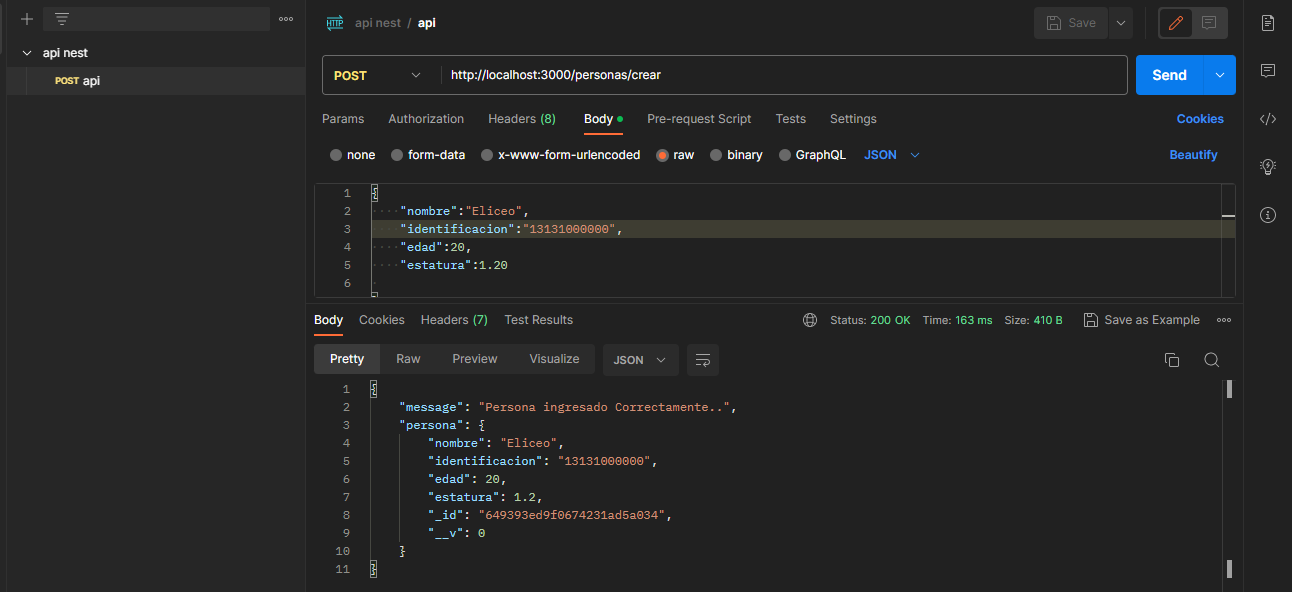 api nest / api
Save
api nest
POST api
POST http://localhost:3000/personas/crear
Send
Params Authorization Headers (8) Body Pre-request Script Tests Settings Cookies
none form-data x-www-form-urlencoded raw binary GraphQL JSON Beautify
1 {
2 "nombre":"Eliceo",
3 "identificacion":"13131000000",
4 "edad":20,
5 "estatura":1.20
6
Body Cookies Headers (7) Test Results Status: 200 OK Time: 163 ms Size: 410 B Save as Example
Pretty Raw Preview Visualize JSON
1 {
2 "message": "Persona ingresado Correctamente..",
3 "persona": {
4 "nombre": "Eliceo",
5 "identificacion": "13131000000",
6 "edad": 20,
7 "estatura": 1.2,
8 "_id": "649393ed9f0674231ad5a034",
9 "__v": 0
10 }
11 }